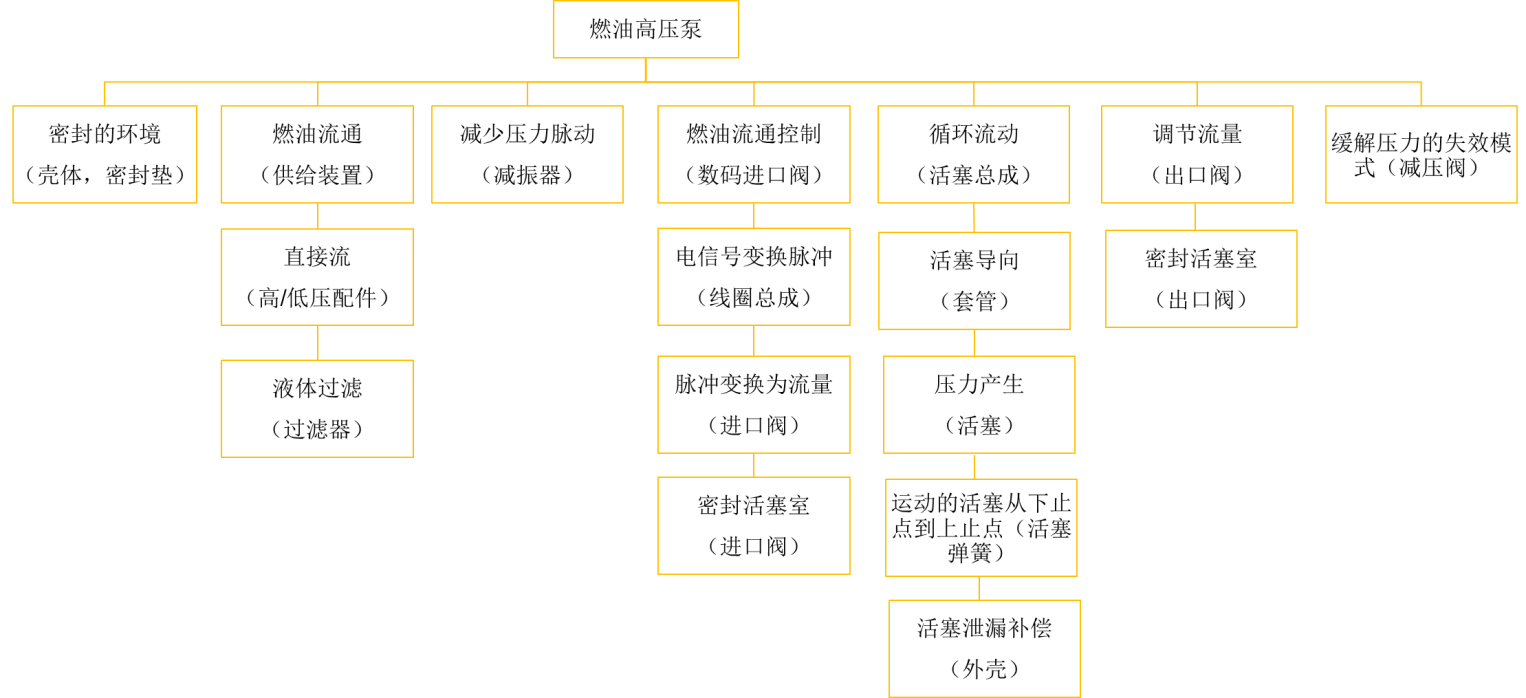 燃油高压泵
密封的环境
（壳体，密封垫）
燃油流通
（供给装置）
减少压力脉动
（减振器）
燃油流通控制
（数码进口阀）
循环流动
（活塞总成）
调节流量
（出口阀）
缓解压力的失效模
式（减压阀）
直接流
（高/低压配件）
电信号变换脉冲
（线圈总成）
活塞导向
（套管）
密封活塞室
（出口阀）
液体过滤
（过滤器）
脉冲变换为流量
（进口阀）
压力产生
（活塞）
密封活塞室
（进口阀）
运动的活塞从下止
点到上止点（活塞
弹簧）
活塞泄漏补偿
（外壳）